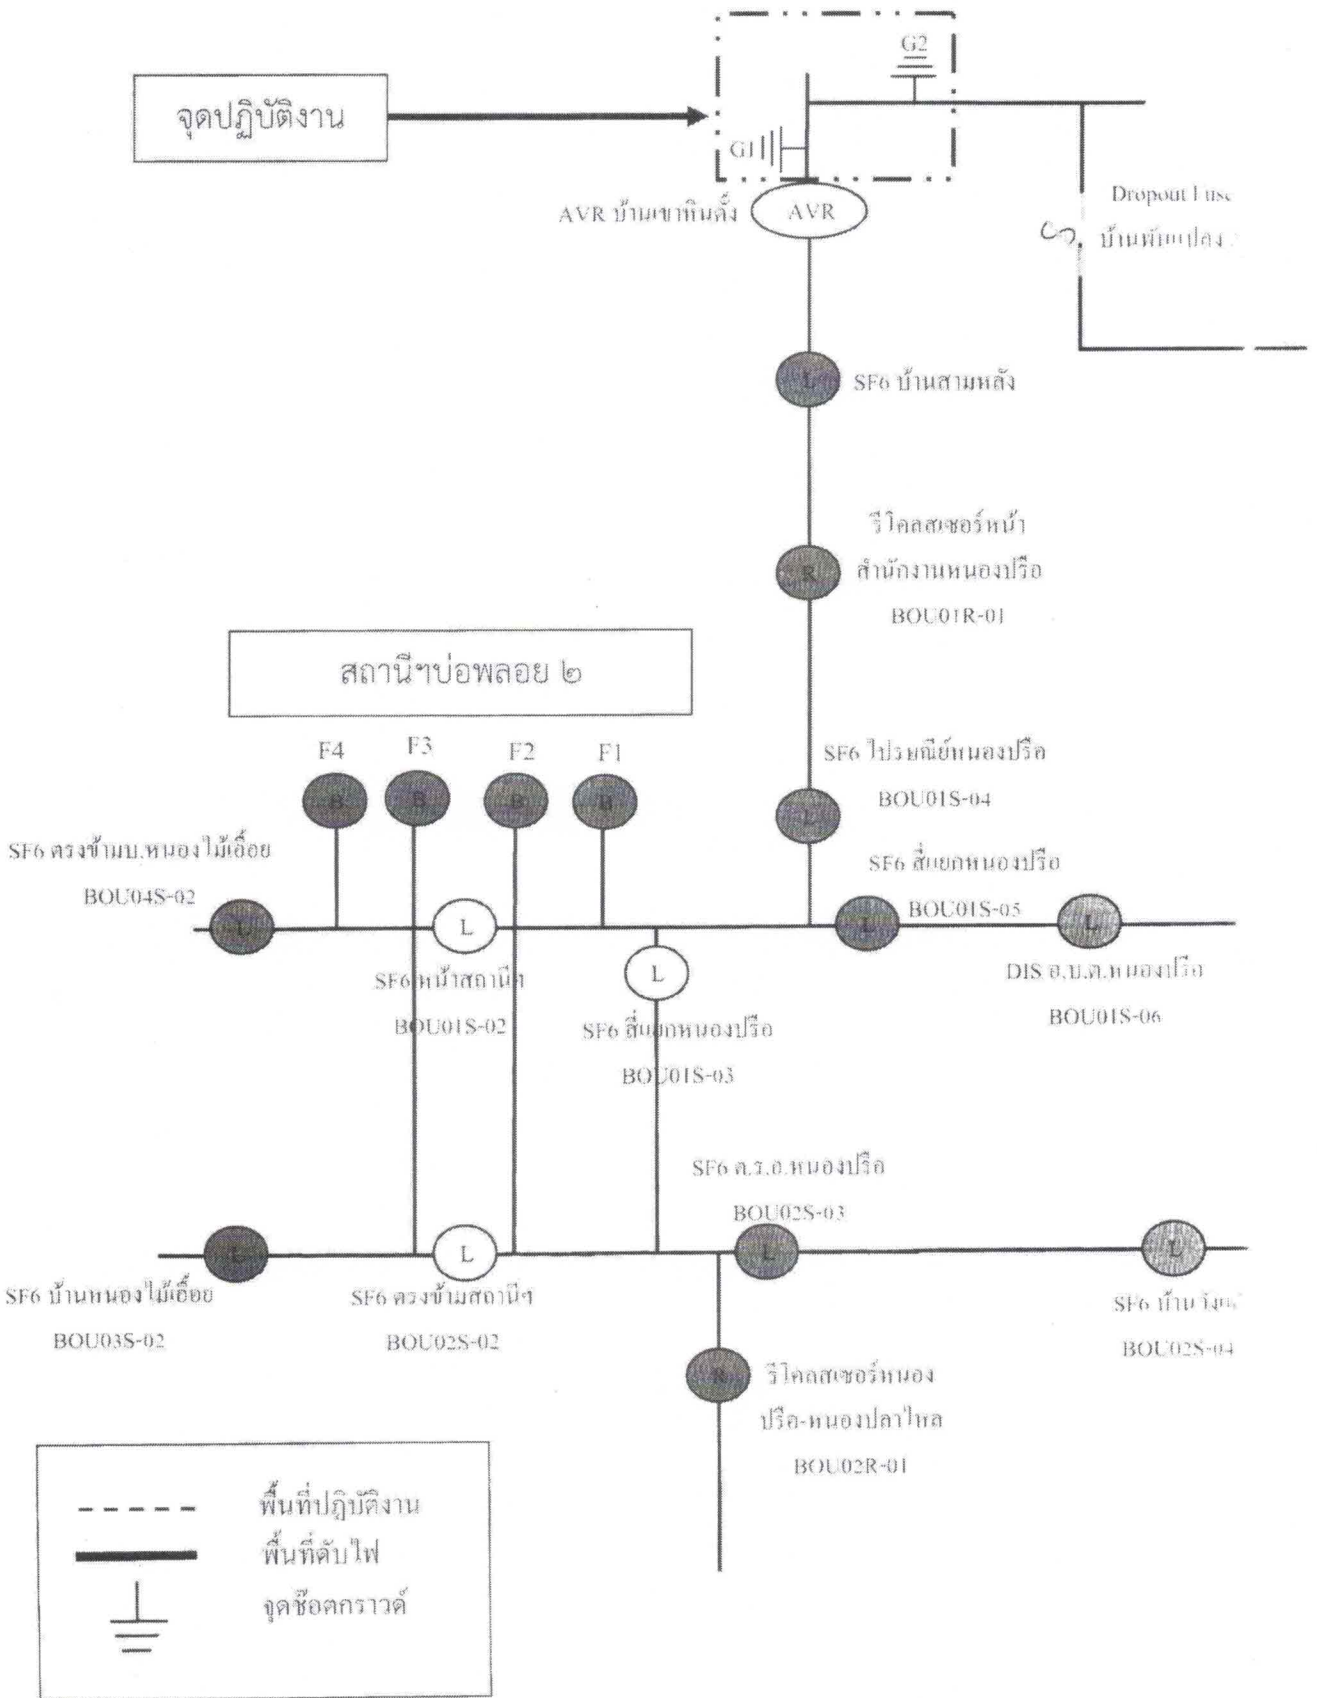 G2
จุดปฏิบัติงาน
G1
AVR บ้านเขาหินตั้ง
AVR
Dropout Fuse
L
SF6 บ้านสามหลัง
รีโคลสเซอร์หน้า
R
สำนักงานหนองปรือ
BOU01R-01
สถานีฯบ่อพลอย ๒
F4
F3
F2
F1
SF6 ไปรษณีย์หนองปรือ
BOU01S-04
B
B
B
B
L
SF6 ตรงข้ามบ.หนองไม้เอื้อย
BOU04S-02
SF6 สี่แยกหนองปรือ
BOU01S-05
L
L
L
L
SF6 หน้าสถานีฯ
BOU01S-02
L
SF6 สี่แยกหนองปรือ
BOU01S-03
DIS อ.บ.ต.หนองปรือ
BOU01S-06
SF6 ต.ร.อ.หนองปรือ
BOU02S-03
L
L
L
L
SF6 บ้านหนองไม้เอื้อย
BOU03S-02
SF6 ตรงข้ามสถานีฯ
BOU02S-02
SF6 บ้าน
BOU02S-04
R
รีโคลสเซอร์หนอง
ปรือ-หนองปลาไหล
BOU02R-01
พื้นที่ปฎิบัติงาน
พื้นที่ดับไฟ
จุดช๊อตกราวด์